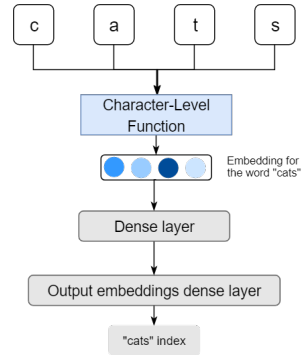 c a t s
Character-Level
Function
Embedding for
the word "cats"
Dense layer
Output embeddings dense layer
"cats" index